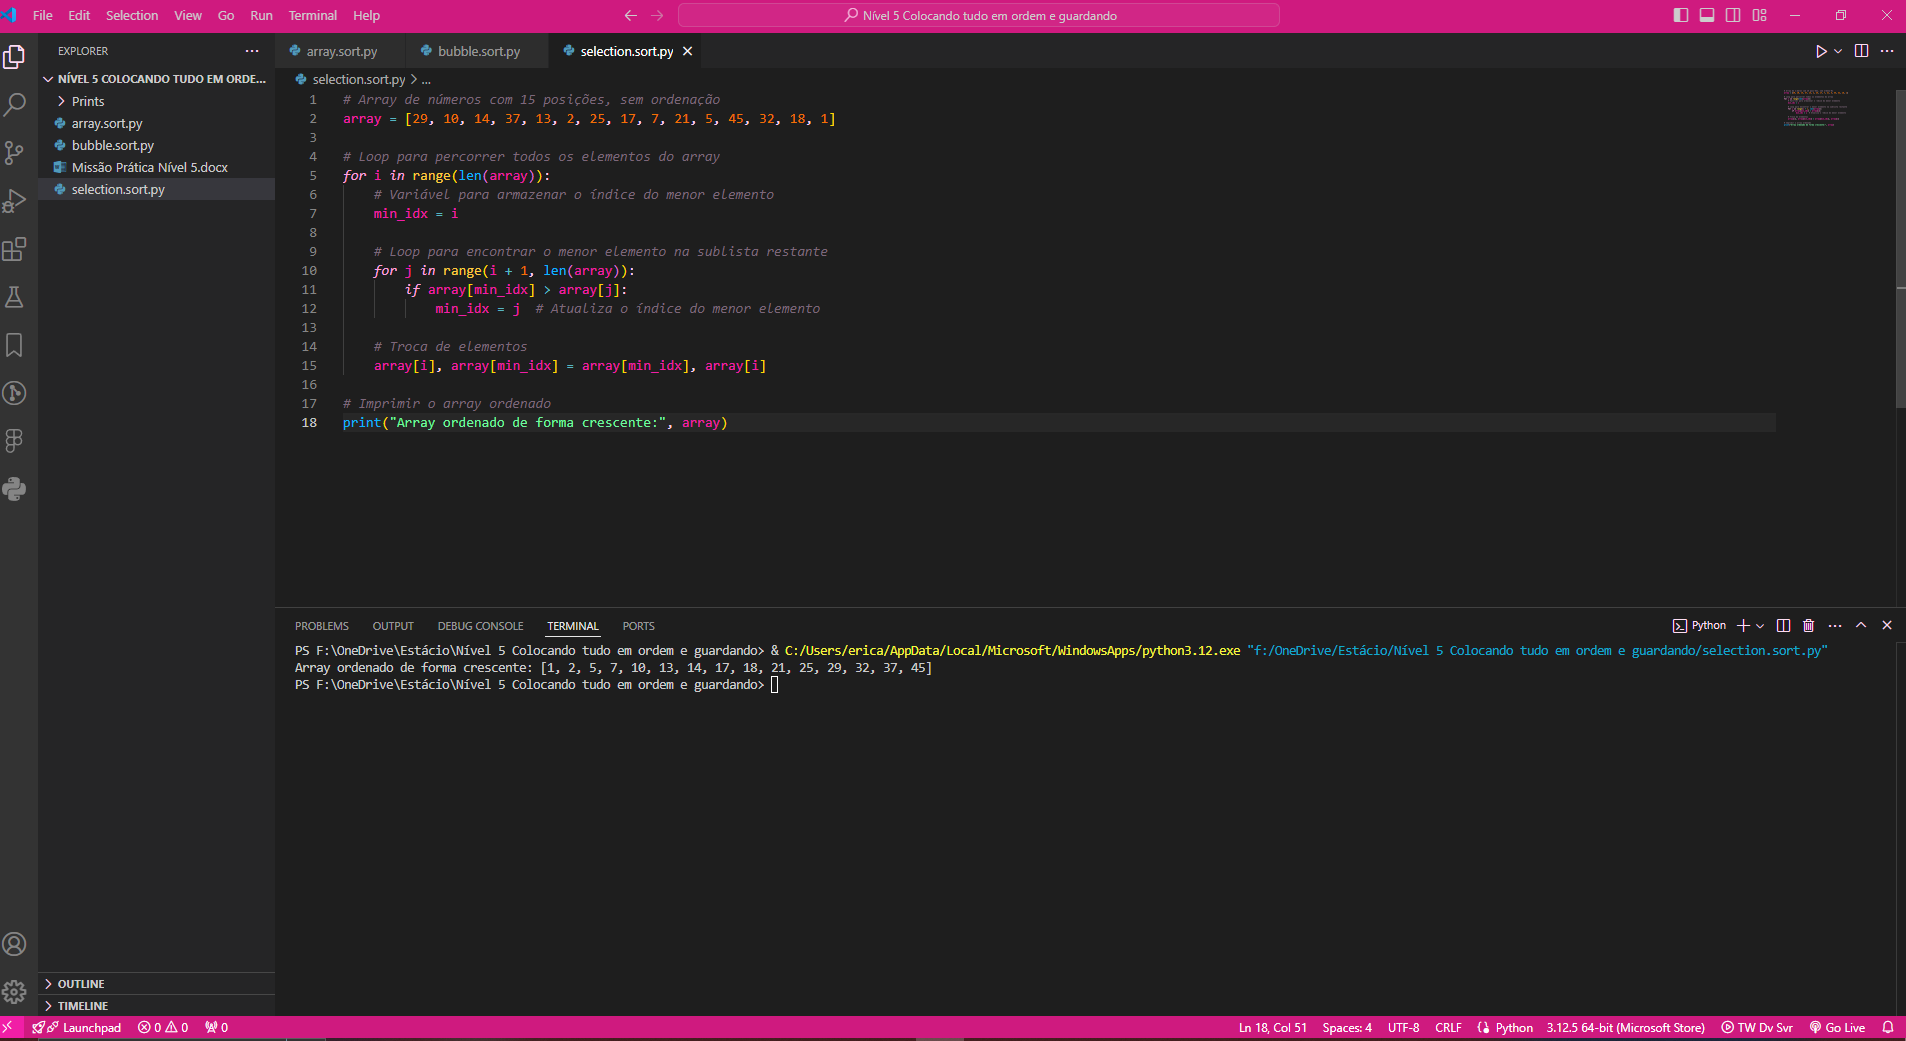 File Edit Selection View Go Run Terminal Help
Nível 5 Colocando tudo em ordem e guardando
EXPLORER
NÍVEL 5 COLOCANDO TUDO EM ORDE...
Prints
array.sort.py
bubble.sort.py
Missão Prática Nível 5.docx
selection.sort.py
OUTLINE
TIMELINE
array.sort.py bubble.sort.py selection.sort.py
selection.sort.py > ...
1 # Array de números com 15 posições, sem ordenação
2 array = [29, 10, 14, 37, 13, 2, 25, 17, 7, 21, 5, 45, 32, 18, 1]
3
4 # Loop para percorrer todos os elementos do array
5 for i in range(len(array)):
6 # Variável para armazenar o índice do menor elemento
7 min_idx = i
8
9 # Loop para encontrar o menor elemento na sublista restante
10 for j in range(i + 1, len(array)):
11 if array[min_idx] > array[j]:
12 min_idx = j # Atualiza o índice do menor elemento
13
14 # Troca de elementos
15 array[i], array[min_idx] = array[min_idx], array[i]
16
17 # Imprimir o array ordenado
18 print("Array ordenado de forma crescente:", array)
PROBLEMS OUTPUT DEBUG CONSOLE TERMINAL PORTS
Python
PS F:\OneDrive\Estácio\Nível 5 Colocando tudo em ordem e guardando> & C:/Users/erica/AppData/Local/Microsoft/WindowsApps/python3.12.exe "f:/OneDrive/Estácio/Nível 5 Colocando tudo em ordem e guardando/selection.sort.py"
Array ordenado de forma crescente: [1, 2, 5, 7, 10, 13, 14, 17, 18, 21, 25, 29, 32, 37, 45]
PS F:\OneDrive\Estácio\Nível 5 Colocando tudo em ordem e guardando>
Launchpad 0 0 0 Ln 18, Col 51 Spaces: 4 UTF-8 CRLF Python 3.12.5 64-bit (Microsoft Store) TW Dv Svr Go Live